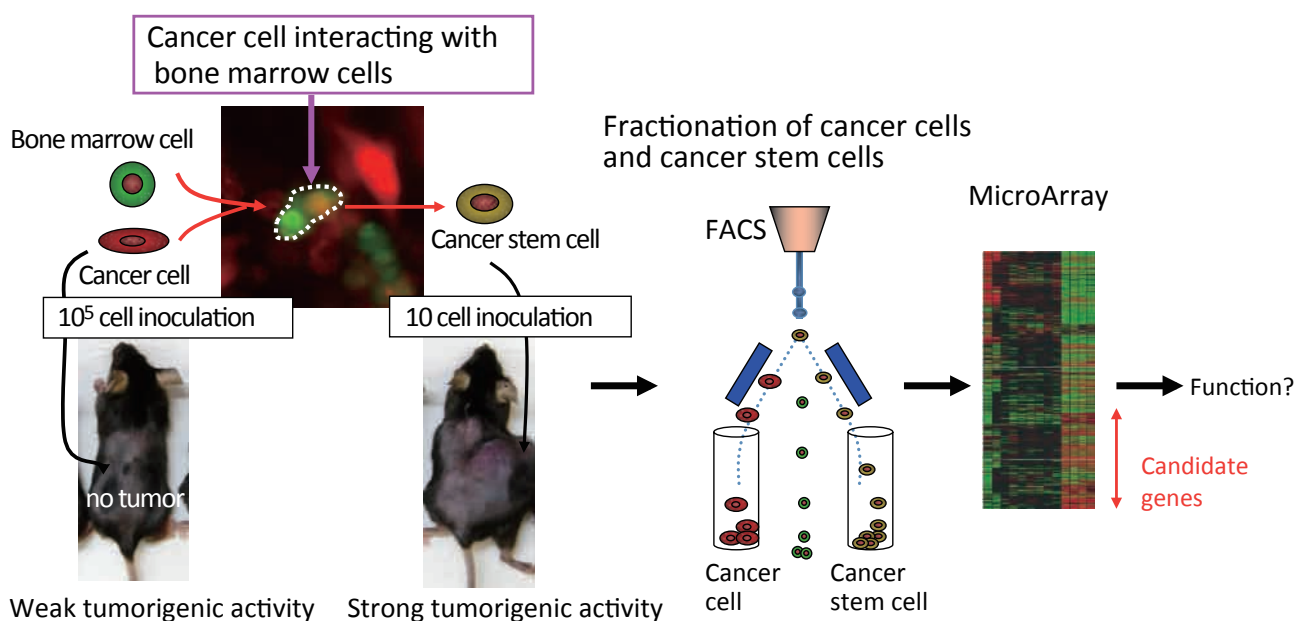 Cancer cell interacting with
bone marrow cells
Bone marrow cell
Cancer cell
Cancer stem cell
10⁵ cell inoculation
10 cell inoculation
no tumor
Weak tumorigenic activity
Strong tumorigenic activity
Fractionation of cancer cells
and cancer stem cells
FACS
Cancer
cell
Cancer
stem cell
MicroArray
Candidate
genes
Function?